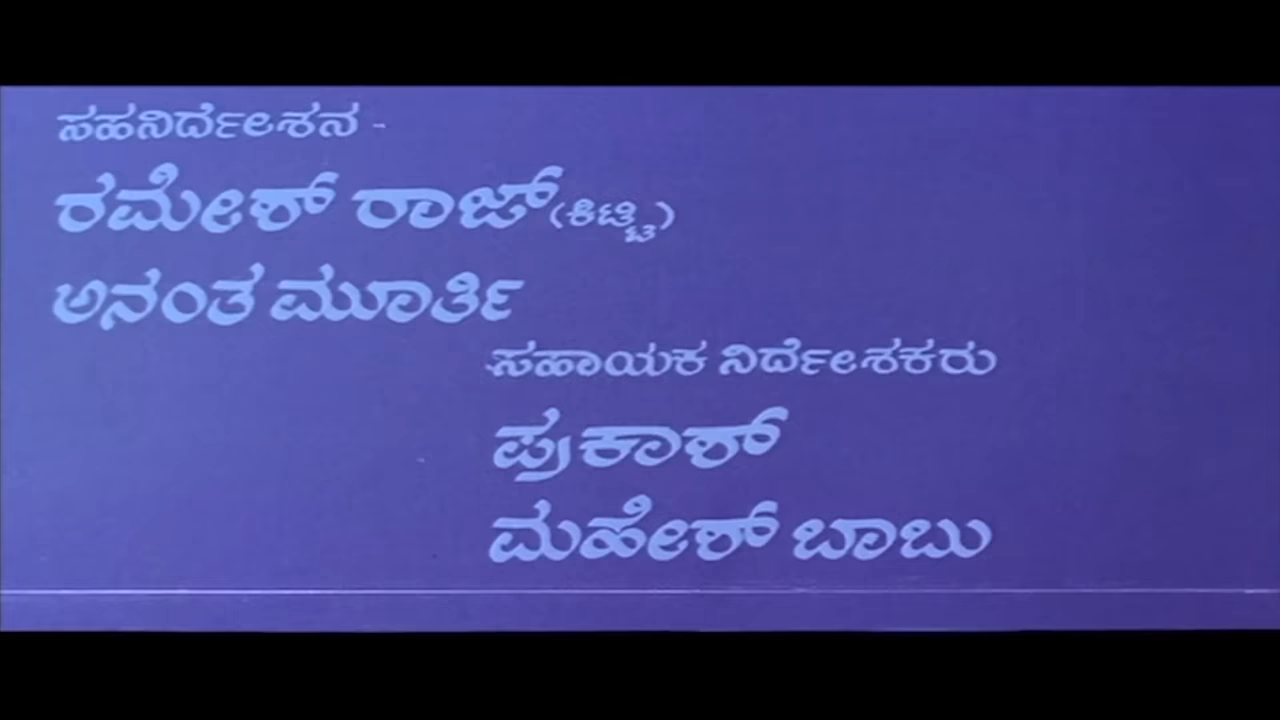 ಸಹನಿರ್ದೇಶನ -
ರಮೇಶ್ ರಾಜ್ (ಕಿಟ್ಟಿ)
ಅನಂತ ಮೂರ್ತಿ
ಸಹಾಯಕ ನಿರ್ದೇಶಕರು
ಪ್ರಕಾಶ್
ಮಹೇಶ್ ಬಾಬು